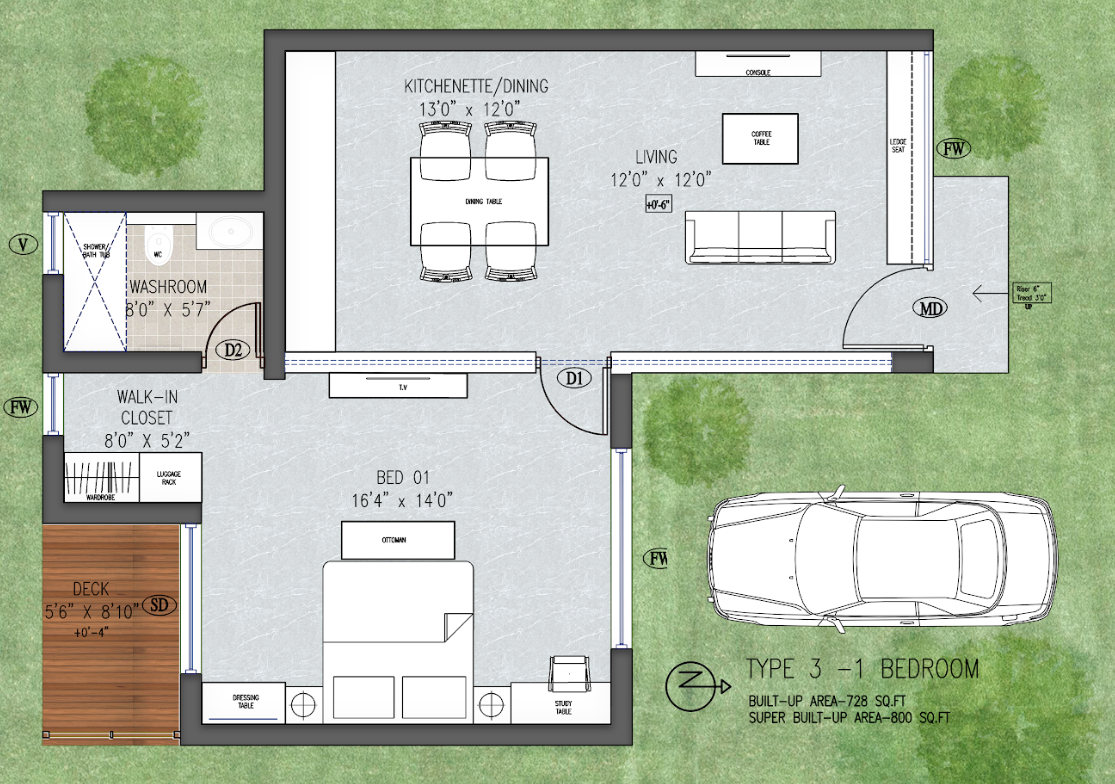 KITCHENETTE/DINING
13'0" x 12'0"
CONSOLE
COFFEE
TABLE
LEDGE
SEAT
FW
LIVING
12'0" x 12'0"
+0'-6"
DINING TABLE
V
SHOWER/
BATH TUB
WC
WASHROOM
8'0" X 5'7"
D2
MD
Riser 6"
Tread 3'0"
UP
D1
T.V
FW
WALK-IN
CLOSET
8'0" X 5'2"
LUGGAGE
RACK
WARDROBE
BED 01
16'4" x 14'0"
OTTOMAN
FW
DECK
5'6" X 8'10"
+0'-4"
SD
DRESSING
TABLE
STUDY
TABLE
N
TYPE 3 -1 BEDROOM
BUILT-UP AREA-728 SQ.FT
SUPER BUILT-UP AREA-800 SQ.FT